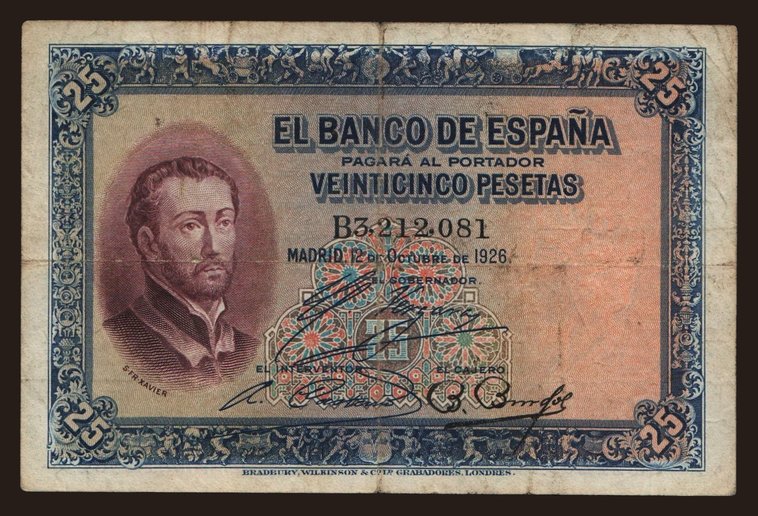 25 25
EL BANCO DE ESPAÑA
PAGARÁ AL PORTADOR
VEINTICINCO PESETAS
B3,212,081
MADRID, 12 DE OCTUBRE DE 1926.
EL GOBERNADOR.
EL INTERVENTOR EL CAJERO
S.FR.XAVIER
25 25
BRADBURY, WILKINSON & Cº Lº GRABADORES, LONDRES.